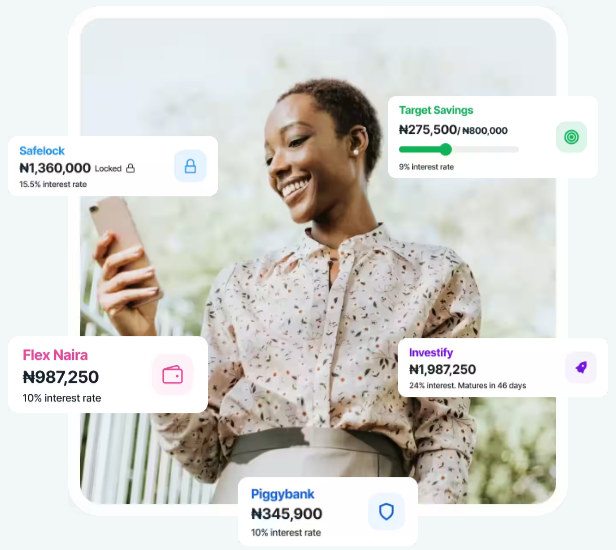 Target Savings
₦275,500/ ₦800,000
9% interest rate
Safelock
₦1,360,000 Locked
15.5% interest rate
Flex Naira
₦987,250
10% interest rate
Investify
₦1,987,250
24% interest. Matures in 46 days
Piggybank
₦345,900
10% interest rate